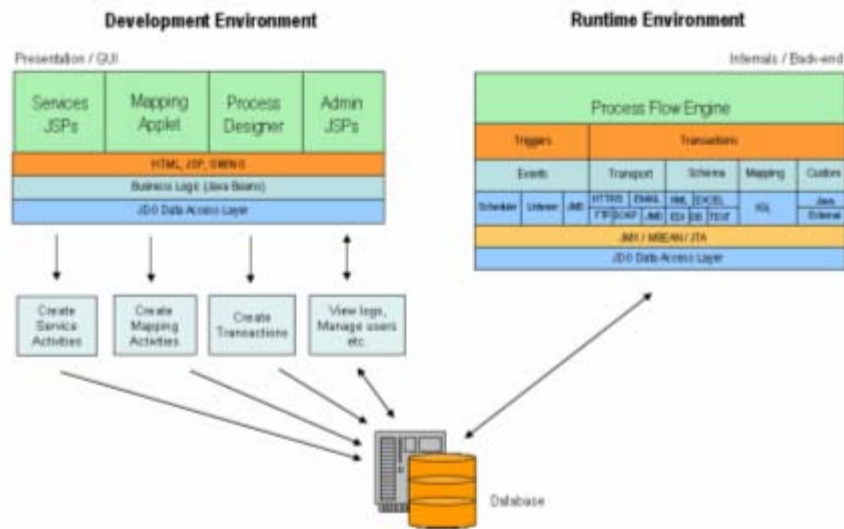 Development Environment
Runtime Environment
Presentation / GUI
Internals / Back-end
Services JSPs
Mapping Applet
Process Designer
Admin JSPs
HTML, JSP, SWING
Business Logic (Java Beans)
JDO Data Access Layer
Process Flow Engine
Triggers
Transactions
Events
Transport
Schema
Mapping
Custom
Scheduler
Listener
JMS
HTTP/S
EMAIL
FTP
SOAP
JMS
XML
EXCEL
EDI
DB
TEXT
XSL
Java
External
JMX / MBEAN / JTA
JDO Data Access Layer
Create Service Activities
Create Mapping Activities
Create Transactions
View logs, Manage users etc.
Database